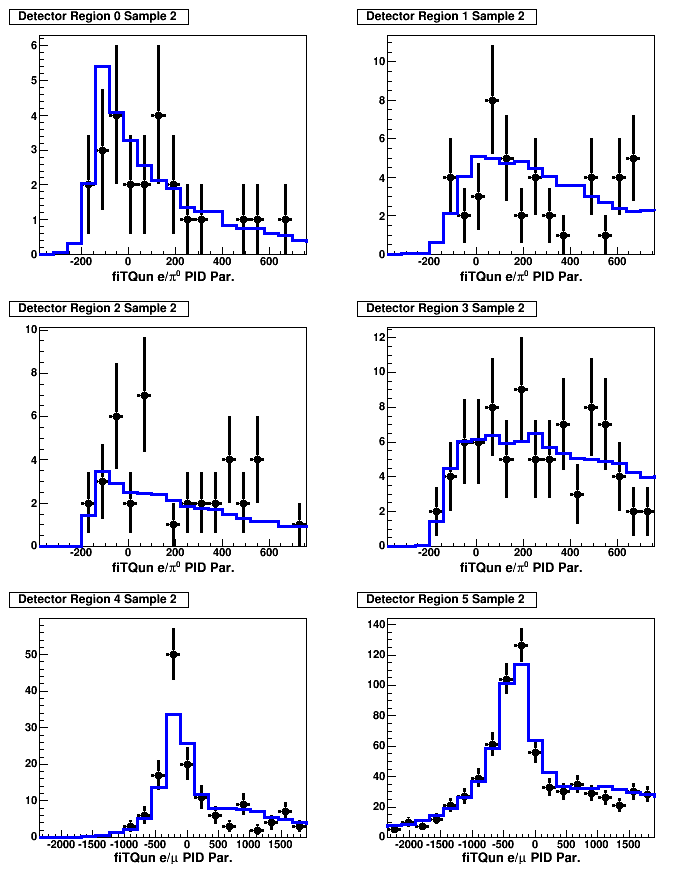 Detector Region 0 Sample 2
6
5
4
3
2
1
0
-200 0 200 400 600
fiTQun e/π⁰ PID Par.
Detector Region 1 Sample 2
10
8
6
4
2
0
-200 0 200 400 600
fiTQun e/π⁰ PID Par.
Detector Region 2 Sample 2
10
8
6
4
2
0
-200 0 200 400 600
fiTQun e/π⁰ PID Par.
Detector Region 3 Sample 2
12
10
8
6
4
2
0
-200 0 200 400 600
fiTQun e/π⁰ PID Par.
Detector Region 4 Sample 2
50
40
30
20
10
0
-2000 -1500 -1000 -500 0 500 1000 1500
fiTQun e/μ PID Par.
Detector Region 5 Sample 2
140
120
100
80
60
40
20
0
-2000 -1500 -1000 -500 0 500 1000 1500
fiTQun e/μ PID Par.